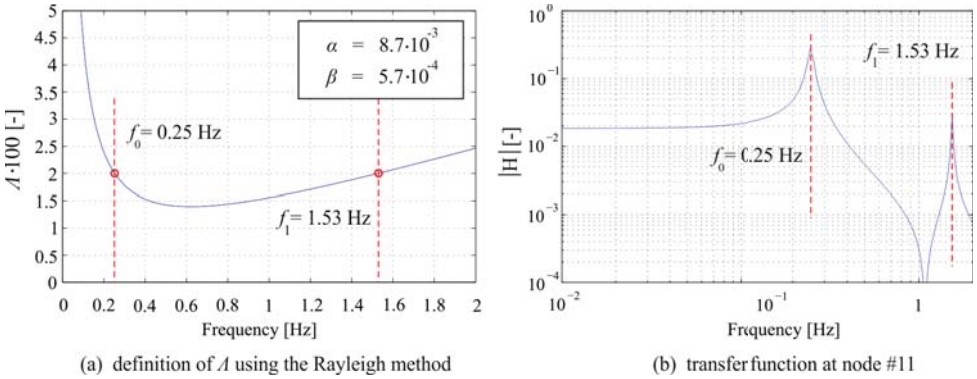 5
4.5
4
3.5
3
2.5
2
1.5
1
0.5
0
Λ·100 [-]
α = 8.7·10⁻³
β = 5.7·10⁻⁴
f₀= 0.25 Hz
f₁= 1.53 Hz
0 0.2 0.4 0.6 0.8 1 1.2 1.4 1.6 1.8 2
Frequency [Hz]
(a) definition of Λ using the Rayleigh method
10⁰
10⁻¹
10⁻²
10⁻³
10⁻⁴
|H| [-]
f₁= 1.53 Hz
f₀= 0.25 Hz
10⁻² 10⁻¹ 1
Frequency [Hz]
(b) transfer function at node #11